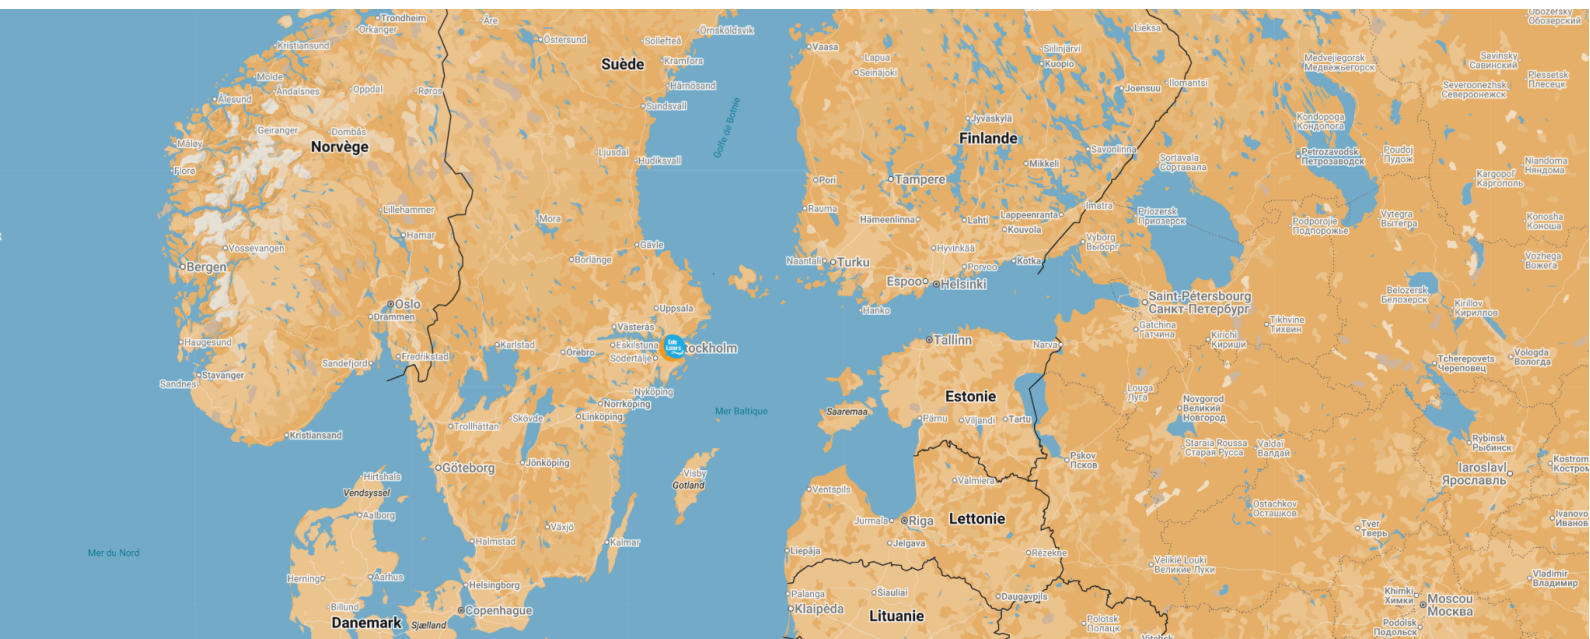 Trondheim
Orkanger
Åre
Östersund
Sollefteå
Örnsköldsvik
Kramfors
Härnösand
Sundsvall
Suède
Kristiansund
Molde
Åndalsnes
Oppdal
Røros
Ålesund
Geiranger
Dombås
Norvège
Måløy
Florø
Ljusdal
Hudiksvall
Golfe de Botnie
Lillehammer
Hamar
Mora
Vossevangen
Bergen
Gävle
Borlänge
Oslo
Drammen
Uppsala
Västerås
Eskilstuna
Södertälje
tockholm
Haugesund
Sandefjord
Fredrikstad
Karlstad
Örebro
Sandnes
Stavanger
Nyköping
Norrköping
Linköping
Skövde
Trollhättan
Kristiansand
Mer Baltique
Göteborg
Jönköping
Visby
Gotland
Hirtshals
Vendsyssel
Aalborg
Växjö
Halmstad
Kalmar
Mer du Nord
Herning
Aarhus
Helsingborg
Billund
Copenhague
Danemark
Sjælland
Vaasa
Lapua
Seinäjoki
Siilinjärvi
Kuopio
Lieksa
Joensuu
Ilomantsi
Jyväskylä
Finlande
Savonlinna
Mikkeli
Pori
Tampere
Rauma
Hämeenlinna
Lahti
Lappeenranta
Imatra
Kouvola
Hyvinkää
Naantali
Turku
Porvoo
Kotka
Espoo
Helsinki
Hanko
Tallinn
Narva
Estonie
Saaremaa
Pärnu
Viljandi
Tartu
Valmiera
Ventspils
Jurmala
Riga
Lettonie
Jelgava
Liepāja
Rēzekne
Palanga
Šiauliai
Daugavpils
Klaipėda
Lituanie
Obozersky
Обозерский
Medvejiegorsk
Медвежьегорск
Savinsky
Савинский
Plessetsk
Плесецк
Severoonezhsk
Североонежск
Kondopoga
Кондопога
Petrozavodsk
Петрозаводск
Poudoj
Пудож
Niandoma
Няндома
Sortavala
Сортавала
Kargopol'
Каргополь
Priozersk
Приозерск
Podporojie
Подпорожье
Vytegra
Вытегра
Konosha
Коноша
Vyborg
Выборг
Vozhega
Вожега
Saint-Pétersbourg
Санкт-Петербург
Belozersk
Белозерск
Kirillov
Кириллов
Gatchina
Гатчина
Kirichi
Кириши
Tikhvine
Тихвин
Tcherepovets
Череповец
Vologda
Вологда
Louga
Луга
Novgorod
Великий
Новгород
Staraïa Roussa
Старая Русса
Valdaï
Валдай
Rybinsk
Рыбинск
Pskov
Псков
Iaroslavl
Ярославль
Kostrom
Костром
Ostachkov
Осташков
Tver
Тверь
Ivanovo
Иваново
Velikie Louki
Великие Луки
Vladimir
Владимир
Khimki
Химки
Moscou
Москва
Polotsk
Полацк
Podolsk
Подольск
Vitebsk